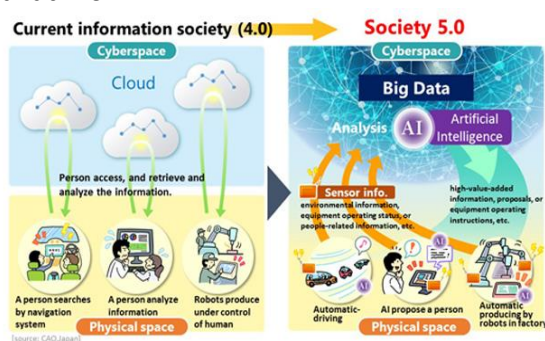 Current information society (4.0)
Cyberspace
Cloud
Person access, and retrieve and
analyze the information.
A person searches
by navigation
system
A person analyze
information
Robots produce
under control
of human
Physical space
[source: CAO,Japan]
Society 5.0
Cyberspace
Big Data
Analysis
AI
Artificial
Intelligence
Sensor info.
environmental information,
equipment operating status, or
people-related information, etc.
high-value-added
information, proposals, or
equipment operating
instructions, etc.
AI
AI
AI
Automatic-
driving
AI propose a person
Automatic
producing by
robots in factory
Physical space